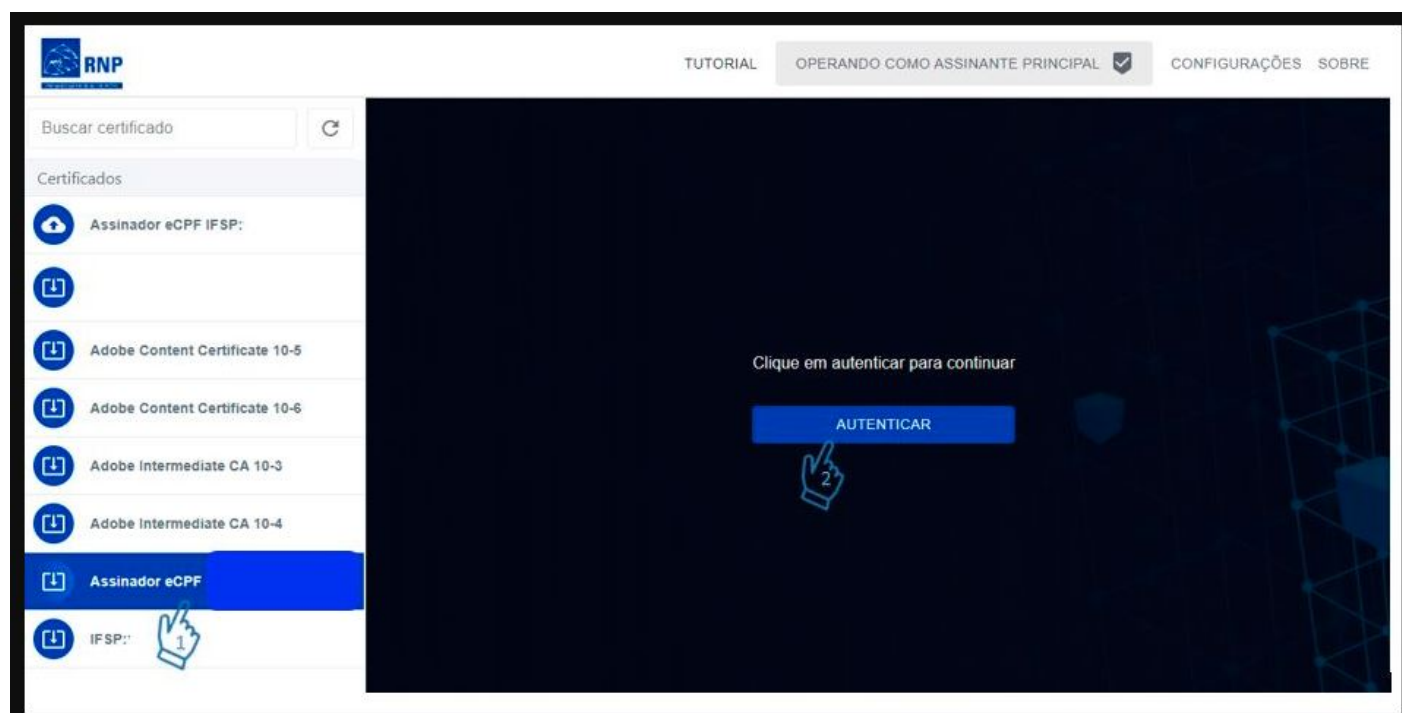 RNP
TUTORIAL
OPERANDO COMO ASSINANTE PRINCIPAL
CONFIGURAÇÕES
SOBRE
Buscar certificado
Certificados
Assinador eCPF IFSP:
Adobe Content Certificate 10-5
Adobe Content Certificate 10-6
Adobe Intermediate CA 10-3
Adobe Intermediate CA 10-4
Assinador eCPF
1
IFSP:
Clique em autenticar para continuar
AUTENTICAR
2